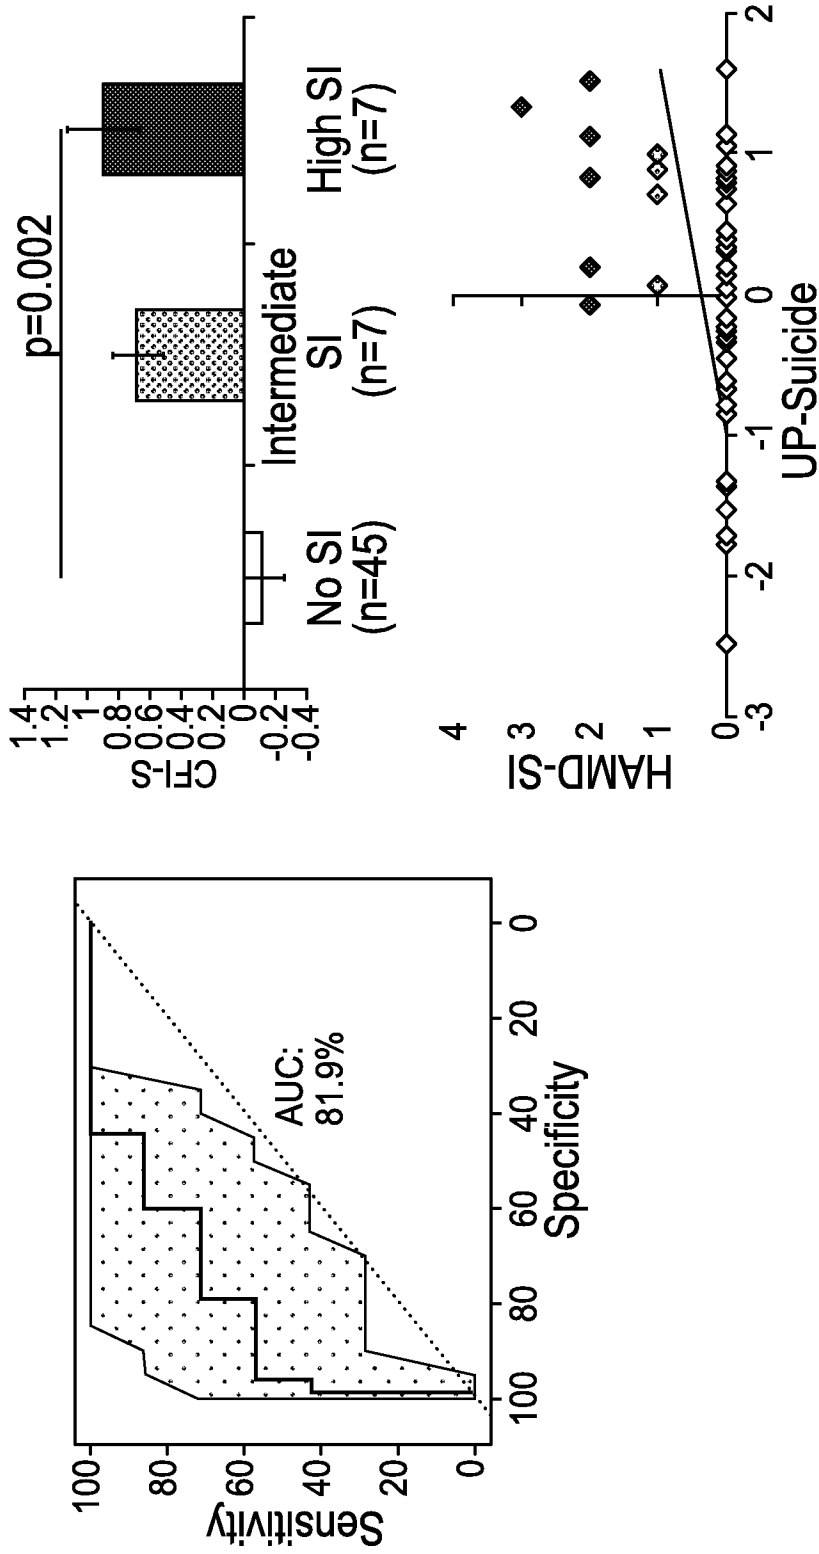 Sensitivity
100
80
60
40
20
0
100
80
60
40
20
0
Specificity
AUC:
81.9%
CFI-S
1.4
1.2
1
0.8
0.6
0.4
0.2
0
-0.2
-0.4
p=0.002
No SI
(n=45)
Intermediate
SI
(n=7)
High SI
(n=7)
HAMD-SI
4
3
2
1
0
-3
-2
-1
0
1
2
UP-Suicide